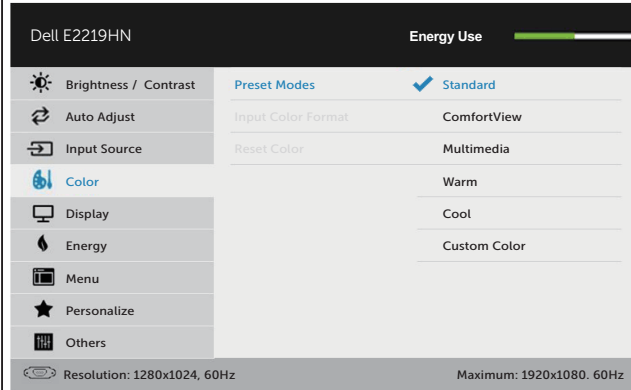 Dell E2219HN Energy Use
Brightness / Contrast Preset Modes Standard
Auto Adjust Input Color Format ComfortView
Input Source Reset Color Multimedia
Color Warm
Display Cool
Energy Custom Color
Menu
Personalize
Others
Resolution: 1280x1024, 60Hz Maximum: 1920x1080. 60Hz